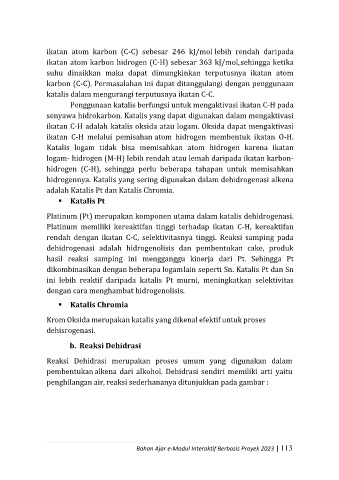 ikatan atom karbon (C-C) sebesar 246 kJ/mol lebih rendah daripada
ikatan atom karbon hidrogen (C-H) sebesar 363 kJ/mol,sehingga ketika
suhu dinaikkan maka dapat dimungkinkan terputusnya ikatan atom
karbon (C-C). Permasalahan ini dapat ditanggulangi dengan penggunaan
katalis dalam mengurangi terputusnya ikatan C-C.
Penggunaan katalis berfungsi untuk mengaktivasi ikatan C-H pada
senyawa hidrokarbon. Katalis yang dapat digunakan dalam mengaktivasi
ikatan C-H adalah katalis oksida atau logam. Oksida dapat mengaktivasi
ikatan C-H melalui pemisahan atom hidrogen membentuk ikatan O-H.
Katalis logam tidak bisa memisahkan atom hidrogen karena ikatan
logam- hidrogen (M-H) lebih rendah atau lemah daripada ikatan karbon-
hidrogen (C-H), sehingga perlu beberapa tahapan untuk memisahkan
hidrogennya. Katalis yang sering digunakan dalam dehidrogenasi alkena
adalah Katalis Pt dan Katalis Chromia.
▪ Katalis Pt
Platinum (Pt) merupakan komponen utama dalam katalis dehidrogenasi.
Platinum memiliki kereaktifan tinggi terhadap ikatan C-H, kereaktifan
rendah dengan ikatan C-C, selektivitasnya tinggi. Reaksi samping pada
dehidrogenasi adalah hidrogenolisis dan pembentukan cake, produk
hasil reaksi samping ini mengganggu kinerja dari Pt. Sehingga Pt
dikombinasikan dengan beberapa logamlain seperti Sn. Katalis Pt dan Sn
ini lebih reaktif daripada katalis Pt murni, meningkatkan selektivitas
dengan cara menghambat hidrogenolisis.
▪ Katalis Chromia
Krom Oksida merupakan katalis yang dikenal efektif untuk proses
dehisrogenasi.
b. Reaksi Dehidrasi
Reaksi Dehidrasi merupakan proses umum yang digunakan dalam
pembentukan alkena dari alkohol. Dehidrasi sendiri memiliki arti yaitu
penghilangan air, reaksi sederhananya ditunjukkan pada gambar :
Bahan Ajar e-Modul Interaktif Berbasis Proyek 2023 | 113